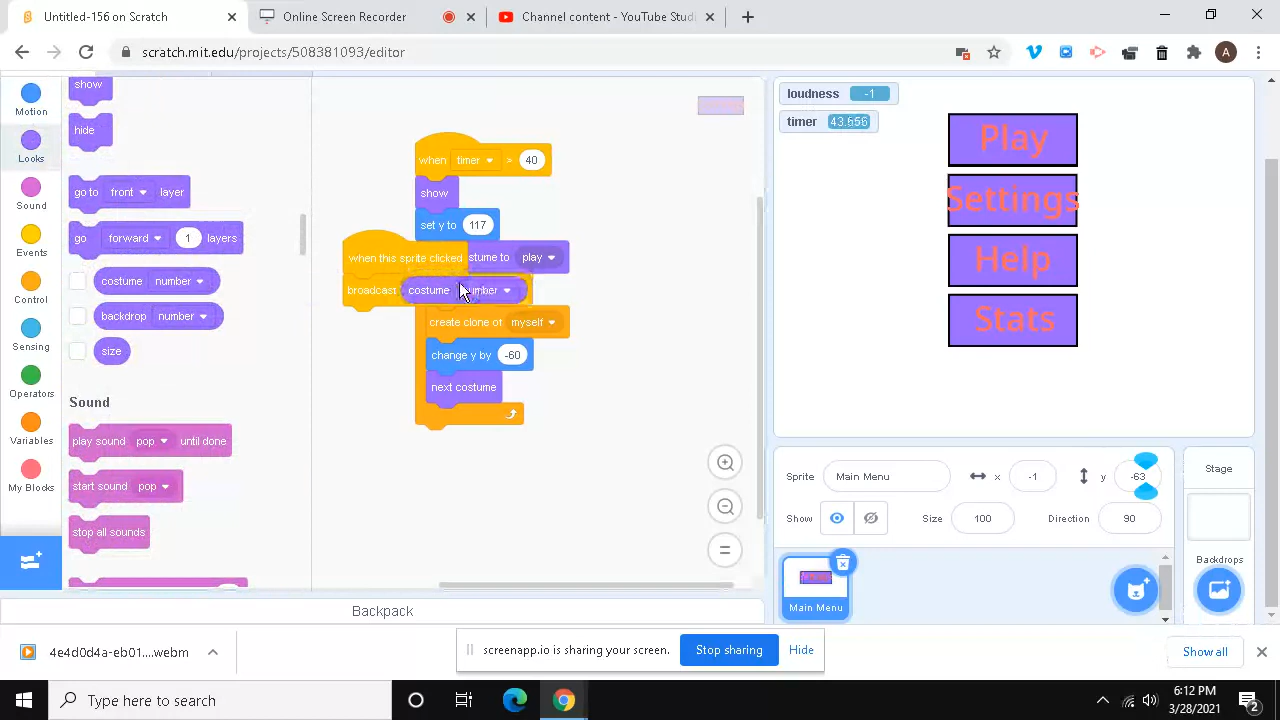 Untitled-156 on Scratch
Online Screen Recorder
Channel content - YouTube Studi
scratch.mit.edu/projects/508381093/editor
A
Motion
Looks
Sound
Events
Control
Sensing
Operators
Variables
My Blocks
show
hide
go to front layer
go forward 1 layers
costume number
backdrop number
size
Sound
play sound pop until done
start sound pop
stop all sounds
when timer > 40
show
set y to 117
when this sprite clicked
stume to play
broadcast costume number
create clone of myself
change y by -60
next costume
Backpack
loudness -1
timer 43.656
Play
Settings
Help
Stats
Sprite Main Menu x -1 y -63
Show Size 100 Direction 90
Main Menu
Stage
Backdrops
4e4d0d4a-eb01....webm
screenapp.io is sharing your screen.
Stop sharing
Hide
Show all
Type here to search
6:12 PM
3/28/2021
2